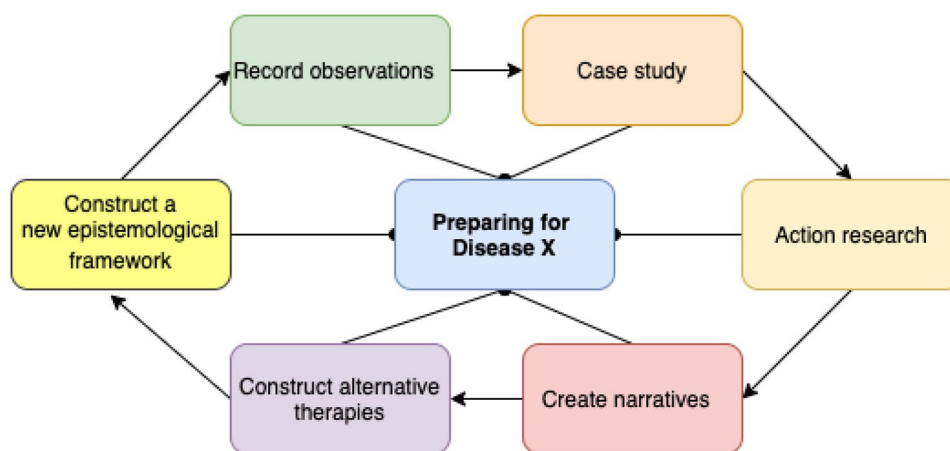 Record observations
Case study
Construct a
new epistemological
framework
Preparing for
Disease X
Action research
Construct alternative
therapies
Create narratives